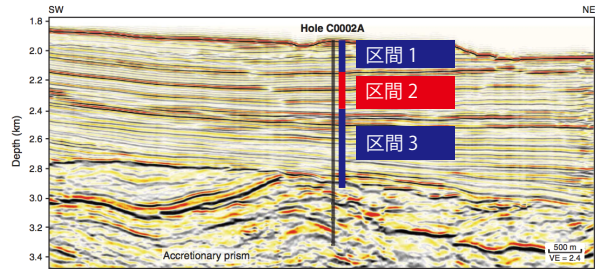 SW
NE
Hole C0002A
1.8
2.0
2.2
2.4
2.6
2.8
3.0
3.2
3.4
Depth (km)
区間 1
区間 2
区間 3
Accretionary prism
500 m
VE = 2.4